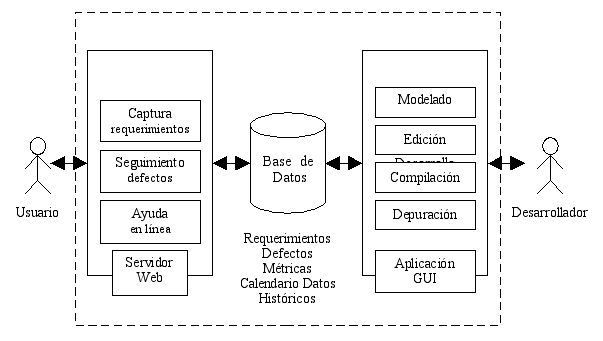 Captura
requerimientos
Seguimiento
defectos
Ayuda
en línea
Servidor
Web
Usuario
Base de
Datos
Requerimientos
Defectos
Métricas
Calendario Datos
Históricos
Modelado
Edición
Compilación
Depuración
Aplicación
GUI
Desarrollador